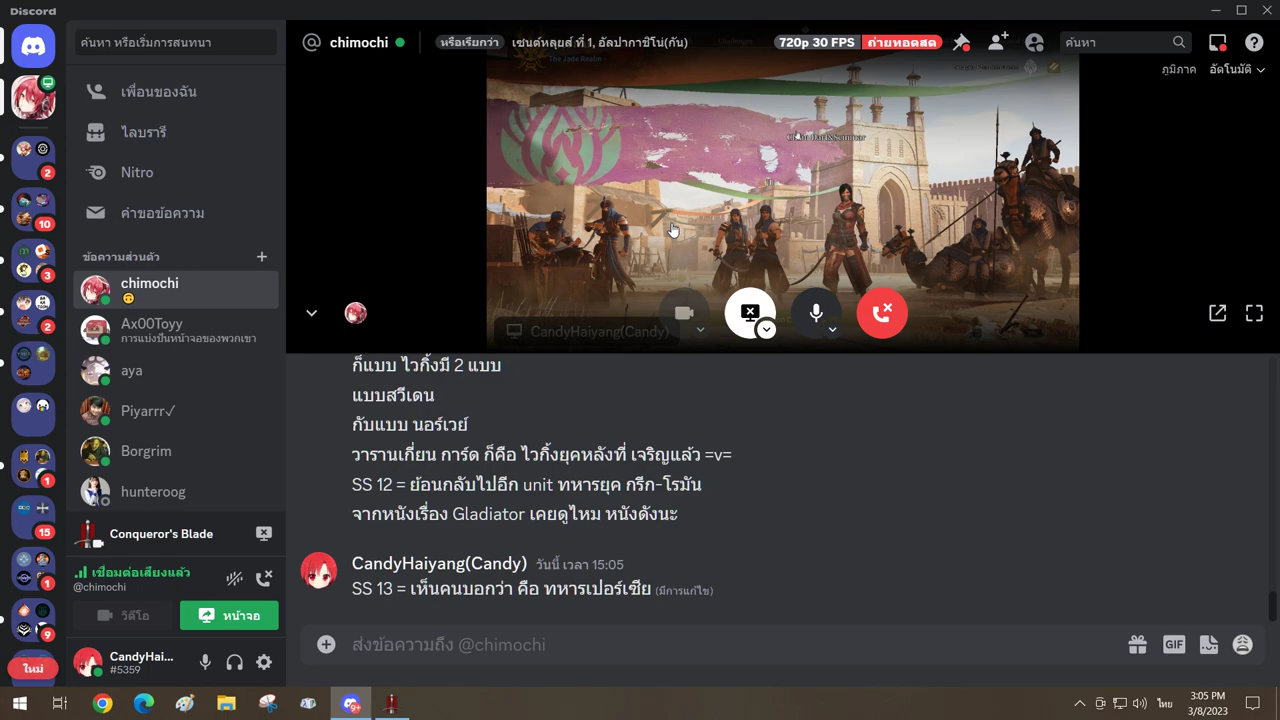 Discord
ค้นหา หรือเริ่มการสนทนา
chimochi
หรือเรียกว่า
เซนต์หลุยส์ ที่ 1, อัลปากาชิโน่(กัน)
720p 30 FPS
ถ่ายทอดสด
ค้นหา
ภูมิภาค
อัตโนมัติ
The Jade Realm
เพื่อนของฉัน
ไลบรารี
Nitro
คำขอข้อความ
ข้อความส่วนตัว
chimochi
Ax00Toyy
การแบ่งปันหน้าจอของพวกเขา
aya
Piyarrr✓
Borgrim
hunteroog
2
10
3
2
1
15
1
9
ใหม่
CandyHaiyang(Candy)
ก็แบบ ไวกิ้งมี 2 แบบ
แบบสวีเดน
กับแบบ นอร์เวย์
วารานเกี่ยน การ์ด ก็คือ ไวกิ้งยุคหลังที่ เจริญแล้ว =v=
SS 12 = ย้อนกลับไปอีก unit ทหารยุค กรีก-โรมัน
จากหนังเรื่อง Gladiator เคยดูไหม หนังดังนะ
CandyHaiyang(Candy) วันนี้ เวลา 15:05
SS 13 = เห็นคนบอกว่า คือ ทหารเปอร์เซีย (มีการแก้ไข)
Conqueror's Blade
เชื่อมต่อเสียงแล้ว
@chimochi
วิดีโอ
หน้าจอ
CandyHai...
#5359
ส่งข้อความถึง @chimochi
GIF
9+
ไทย
3:05 PM
3/8/2023